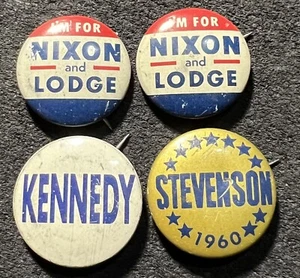 I'M FOR
NIXON
and
LODGE
I'M FOR
NIXON
and
LODGE
KENNEDY
STEVENSON
1960